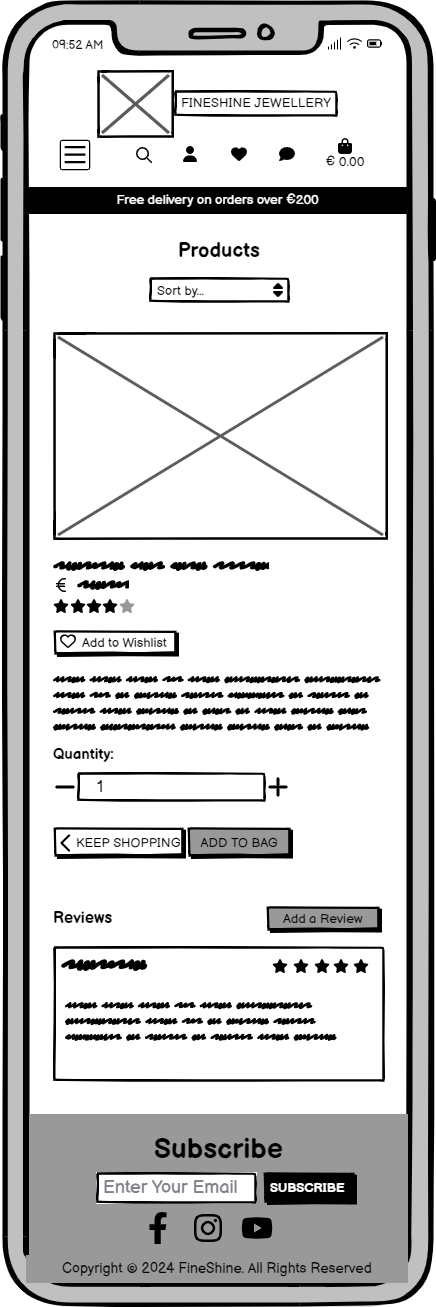 09:52 AM
FINESHINE JEWELLERY
€ 0.00
Free delivery on orders over €200
Products
Sort by...
€
Add to Wishlist
Quantity:
1
KEEP SHOPPING
ADD TO BAG
Reviews
Add a Review
Subscribe
Enter Your Email
SUBSCRIBE
Copyright © 2024 FineShine. All Rights Reserved